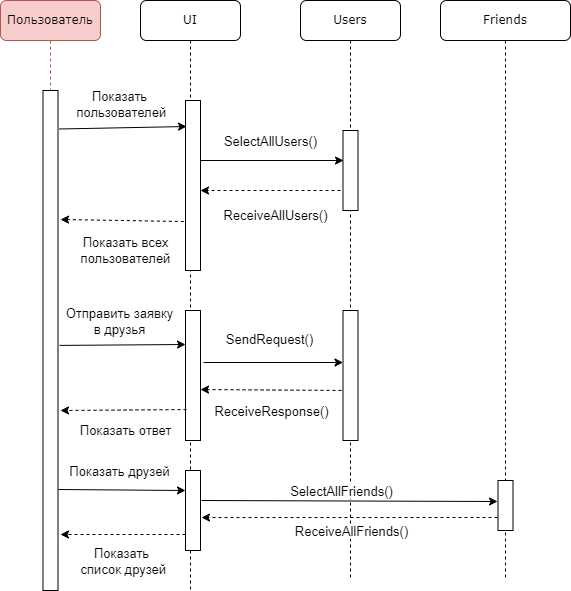 Пользователь
UI
Users
Friends
Показать
пользователей
SelectAllUsers()
ReceiveAllUsers()
Показать всех
пользователей
Отправить заявку
в друзья
SendRequest()
ReceiveResponse()
Показать ответ
Показать друзей
SelectAllFriends()
ReceiveAllFriends()
Показать
список друзей